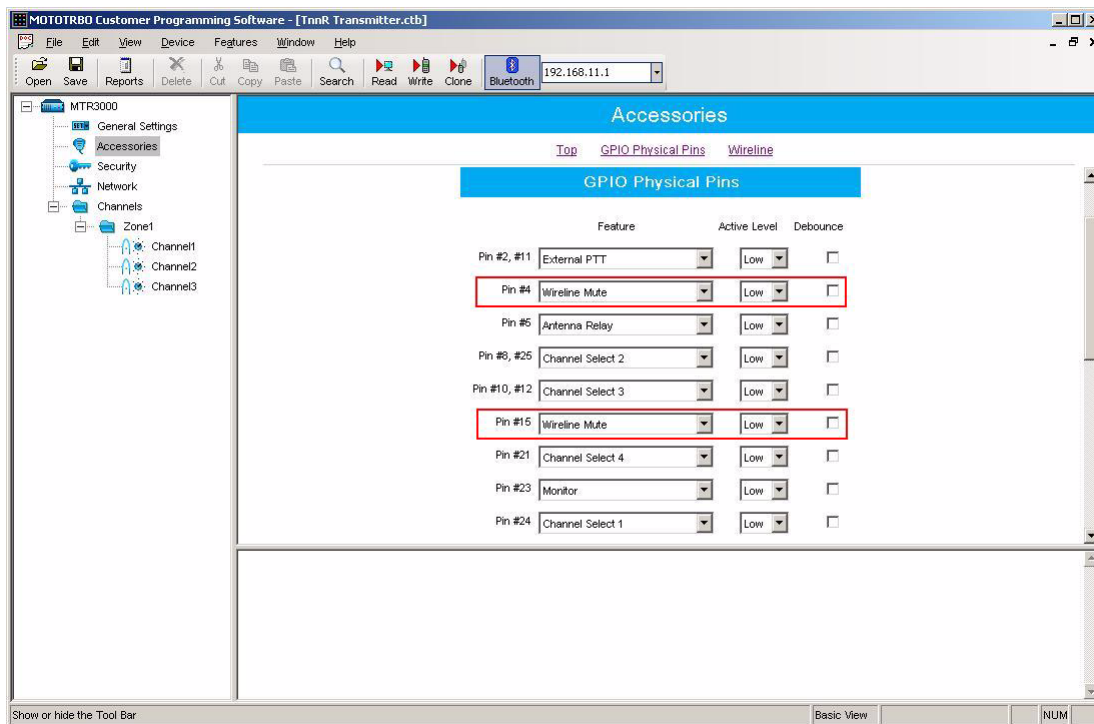 MOTOTRBO Customer Programming Software - [TnnR Transmitter.ctb]
File Edit View Device Features Window Help
Open Save Reports Delete Cut Copy Paste Search Read Write Clone Bluetooth 192.168.11.1
MTR3000
General Settings
Accessories
Security
Network
Channels
Zone1
Channel1
Channel2
Channel3
Accessories
Top GPIO Physical Pins Wireline
GPIO Physical Pins
Feature Active Level Debounce
Pin #2, #11 External PTT Low
Pin #4 Wireline Mute Low
Pin #5 Antenna Relay Low
Pin #8, #25 Channel Select 2 Low
Pin #10, #12 Channel Select 3 Low
Pin #15 Wireline Mute Low
Pin #21 Channel Select 4 Low
Pin #23 Monitor Low
Pin #24 Channel Select 1 Low
Show or hide the Tool Bar Basic View NUM